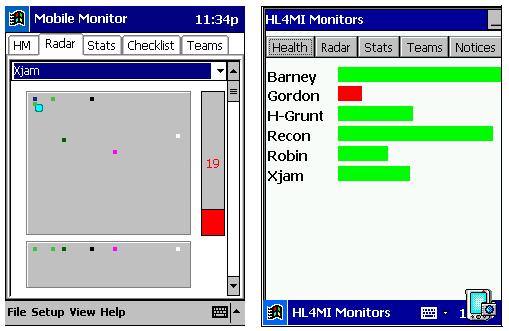 Mobile Monitor 11:34p
HM Radar Stats Checklist Teams
Xjam
19
File Setup View Help
HL4MI Monitors
Health Radar Stats Teams Notices
Barney
Gordon
H-Grunt
Recon
Robin
Xjam
HL4MI Monitors